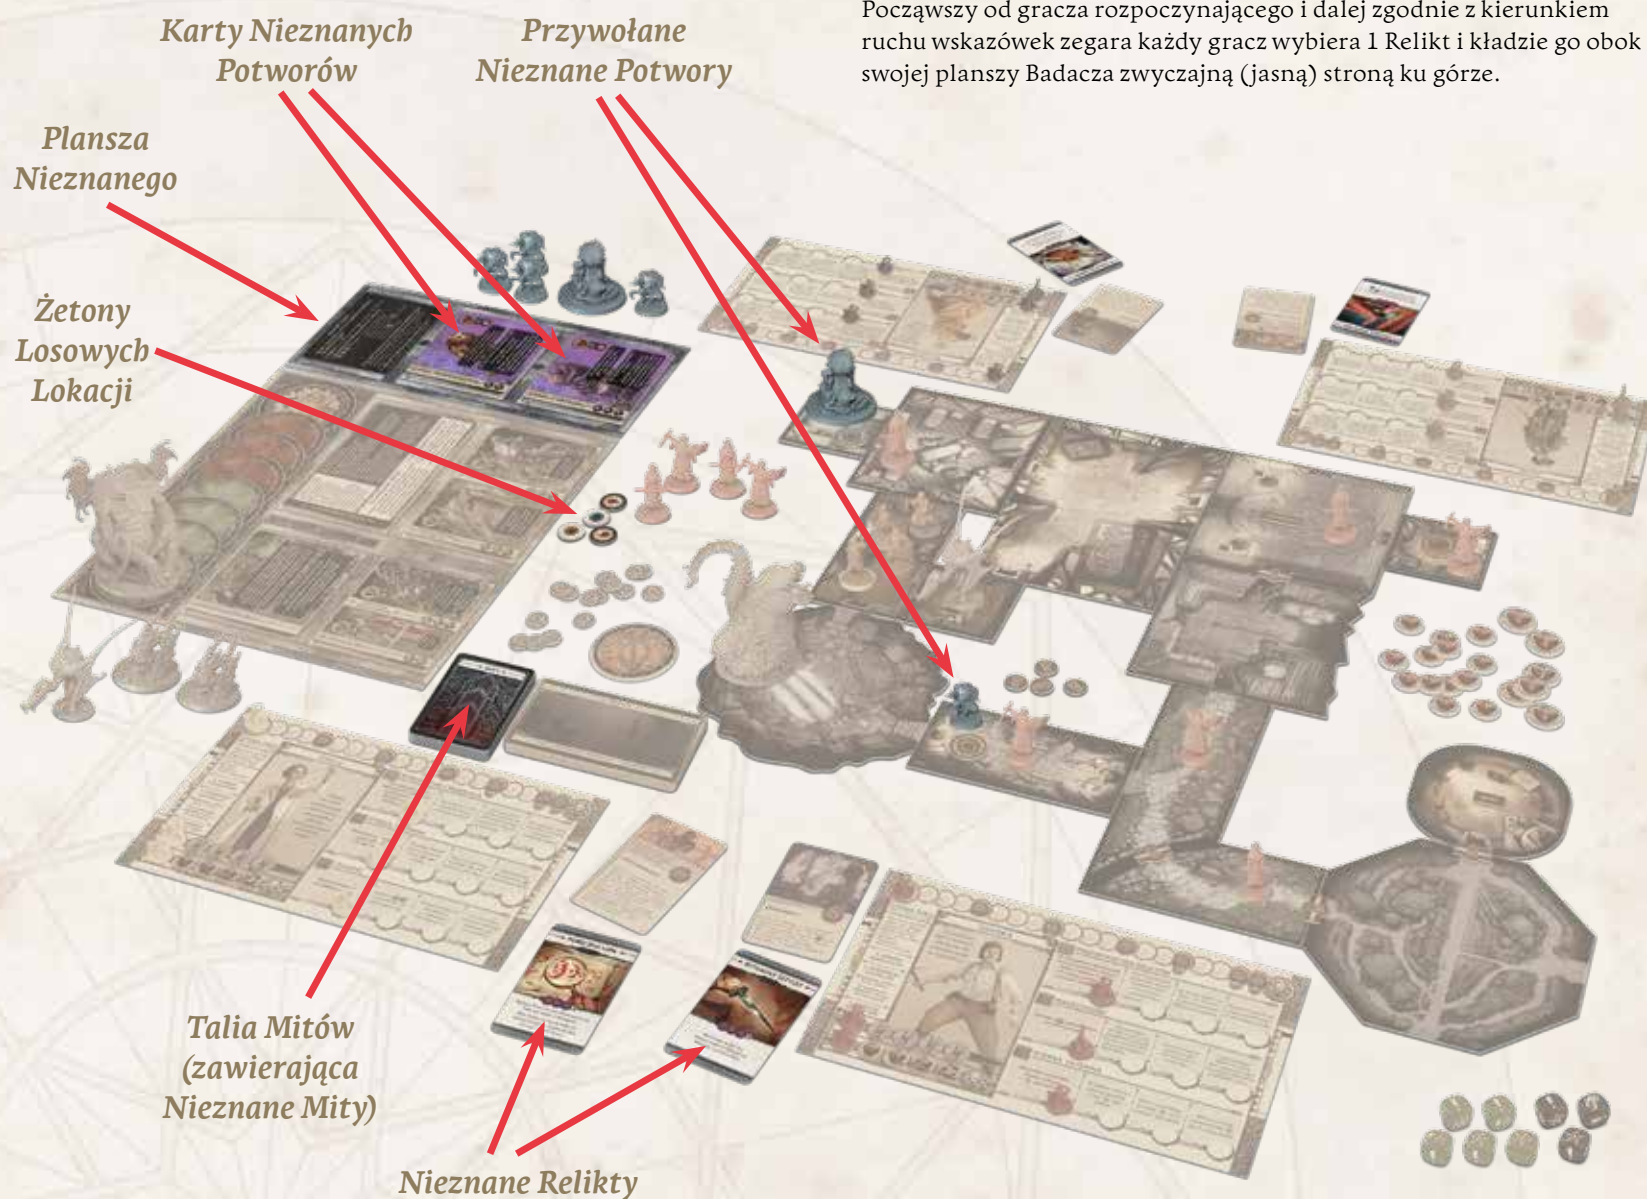 Począwszy od gracza rozpoczynającego i dalej zgodnie z kierunkiem
ruchu wskazówek zegara każdy gracz wybiera 1 Relikt i kładzie go obok
swojej planszy Badacza zwyczajną (jasną) stroną ku górze.
Karty Nieznanych
Potworów
Przywołane
Nieznane Potwory
Plansza
Nieznanego
Żetony
Losowych
Lokacji
Talia Mitów
(zawierająca
Nieznane Mity)
Nieznane Relikty